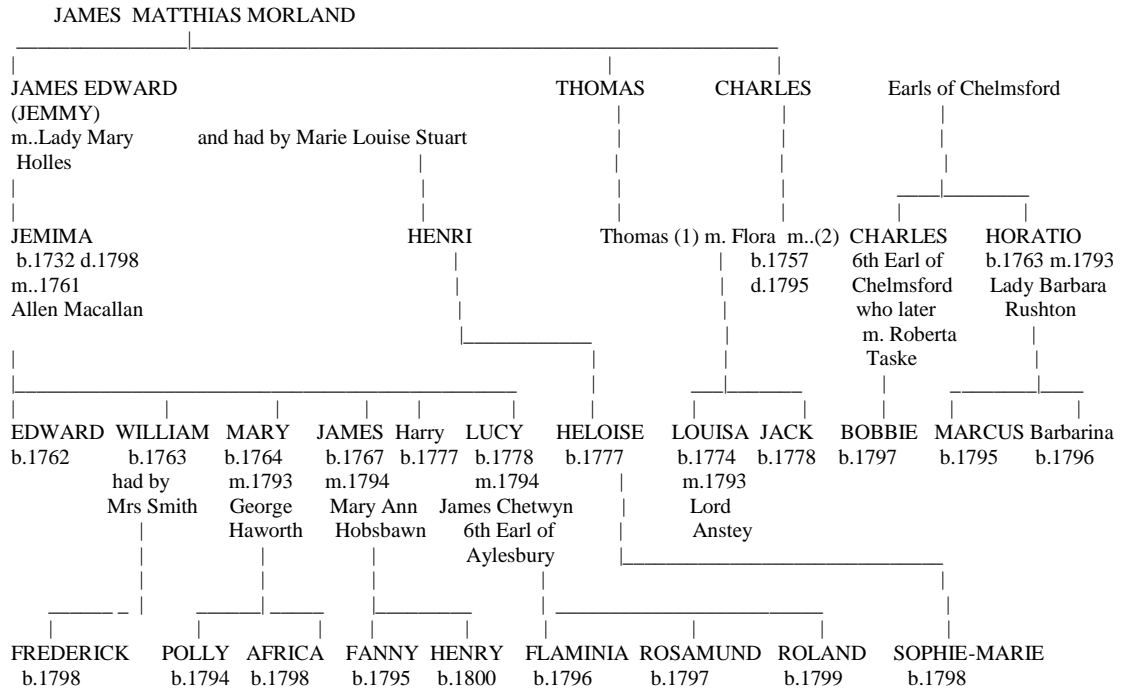 JAMES MATTHIAS MORLAND
JAMES EDWARD THOMAS CHARLES Earls of Chelmsford
(JEMMY)
m..Lady Mary and had by Marie Louise Stuart
Holles
JEMIMA HENRI Thomas (1) m. Flora m..(2) CHARLES HORATIO
b.1732 d.1798 b.1757 6th Earl of b.1763 m.1793
m..1761 d.1795 Chelmsford Lady Barbara
Allen Macallan who later Rushton
m. Roberta
Taske
EDWARD WILLIAM MARY JAMES Harry LUCY HELOISE LOUISA JACK BOBBIE MARCUS Barbarina
b.1762 b.1763 b.1764 b.1767 b.1777 b.1778 b.1777 b.1774 b.1778 b.1797 b.1795 b.1796
had by m.1793 m.1794 m.1794 m.1793
Mrs Smith George Mary Ann James Chetwyn Lord
Haworth Hobsbawn 6th Earl of Anstey
Aylesbury
FREDERICK POLLY AFRICA FANNY HENRY FLAMINIA ROSAMUND ROLAND SOPHIE-MARIE
b.1798 b.1794 b.1798 b.1795 b.1800 b.1796 b.1797 b.1799 b.1798